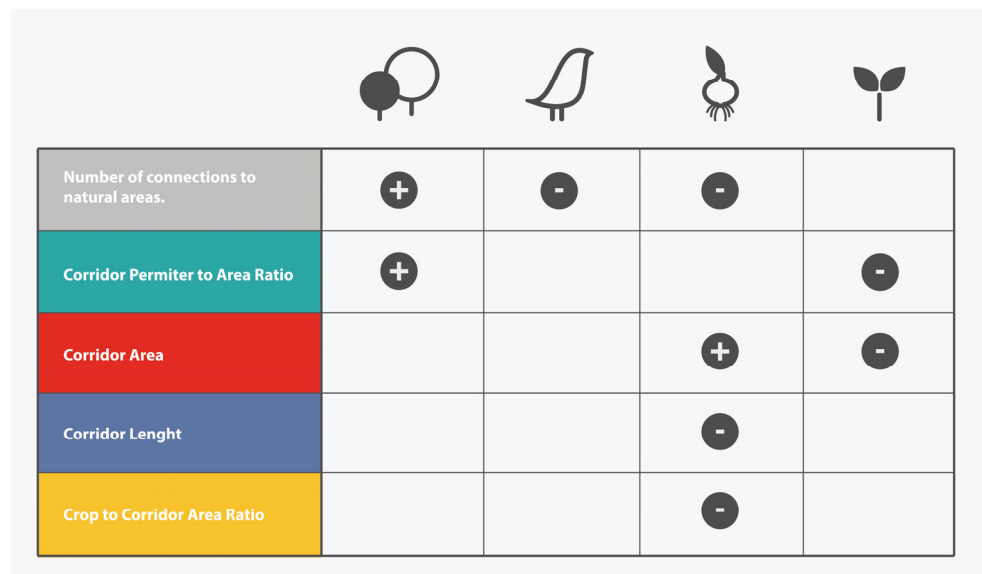 Number of connections to
natural areas.
+ - -
Corridor Permiter to Area Ratio
+ -
Corridor Area
+ -
Corridor Lenght
-
Crop to Corridor Area Ratio
-